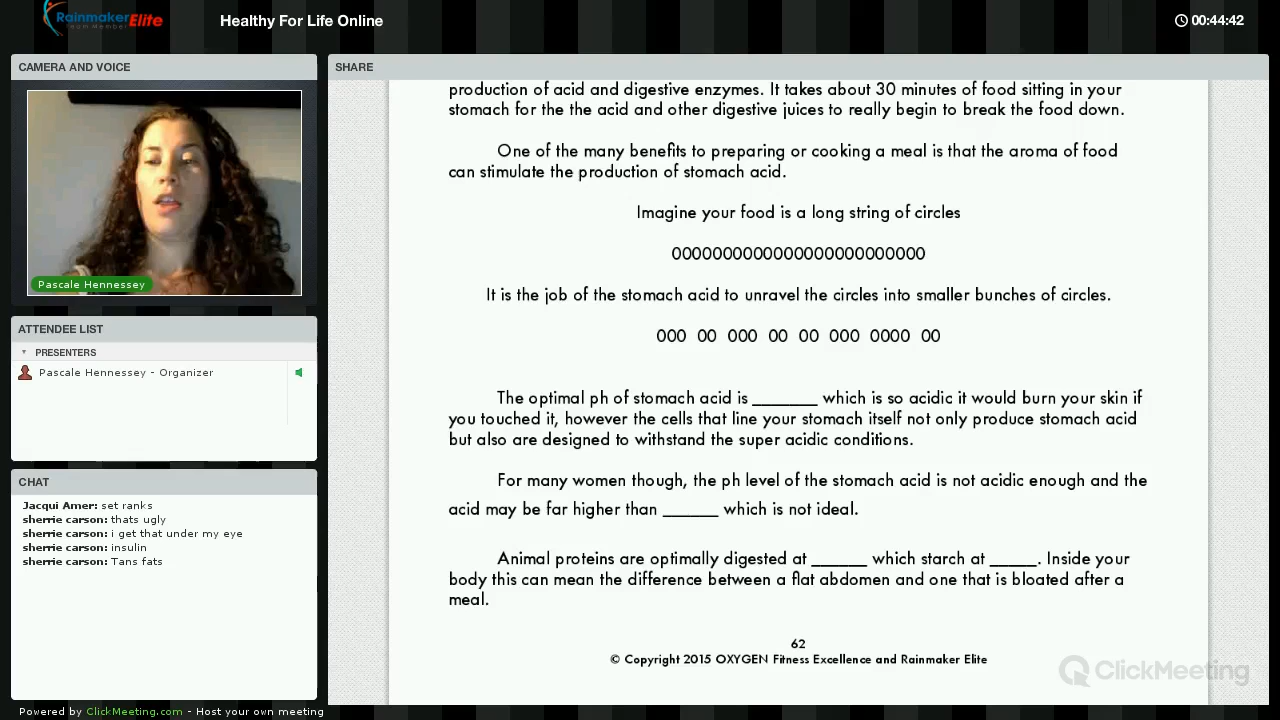 Rainmaker Elite
Team Member
Healthy For Life Online
00:44:42
CAMERA AND VOICE
Pascale Hennessey
ATTENDEE LIST
PRESENTERS
Pascale Hennessey - Organizer
CHAT
Jacqui Amer: set ranks
sherrie carson: thats ugly
sherrie carson: i get that under my eye
sherrie carson: insulin
sherrie carson: Tans fats
Powered by ClickMeeting.com - Host your own meeting
SHARE
production of acid and digestive enzymes. It takes about 30 minutes of food sitting in your
stomach for the the acid and other digestive juices to really begin to break the food down.
One of the many benefits to preparing or cooking a meal is that the aroma of food
can stimulate the production of stomach acid.
Imagine your food is a long string of circles
0000000000000000000000000
It is the job of the stomach acid to unravel the circles into smaller bunches of circles.
000 00 000 00 00 000 0000 00
The optimal ph of stomach acid is _______ which is so acidic it would burn your skin if
you touched it, however the cells that line your stomach itself not only produce stomach acid
but also are designed to withstand the super acidic conditions.
For many women though, the ph level of the stomach acid is not acidic enough and the
acid may be far higher than ______ which is not ideal.
Animal proteins are optimally digested at ______ which starch at _____. Inside your
body this can mean the difference between a flat abdomen and one that is bloated after a
meal.
62
© Copyright 2015 OXYGEN Fitness Excellence and Rainmaker Elite
ClickMeeting